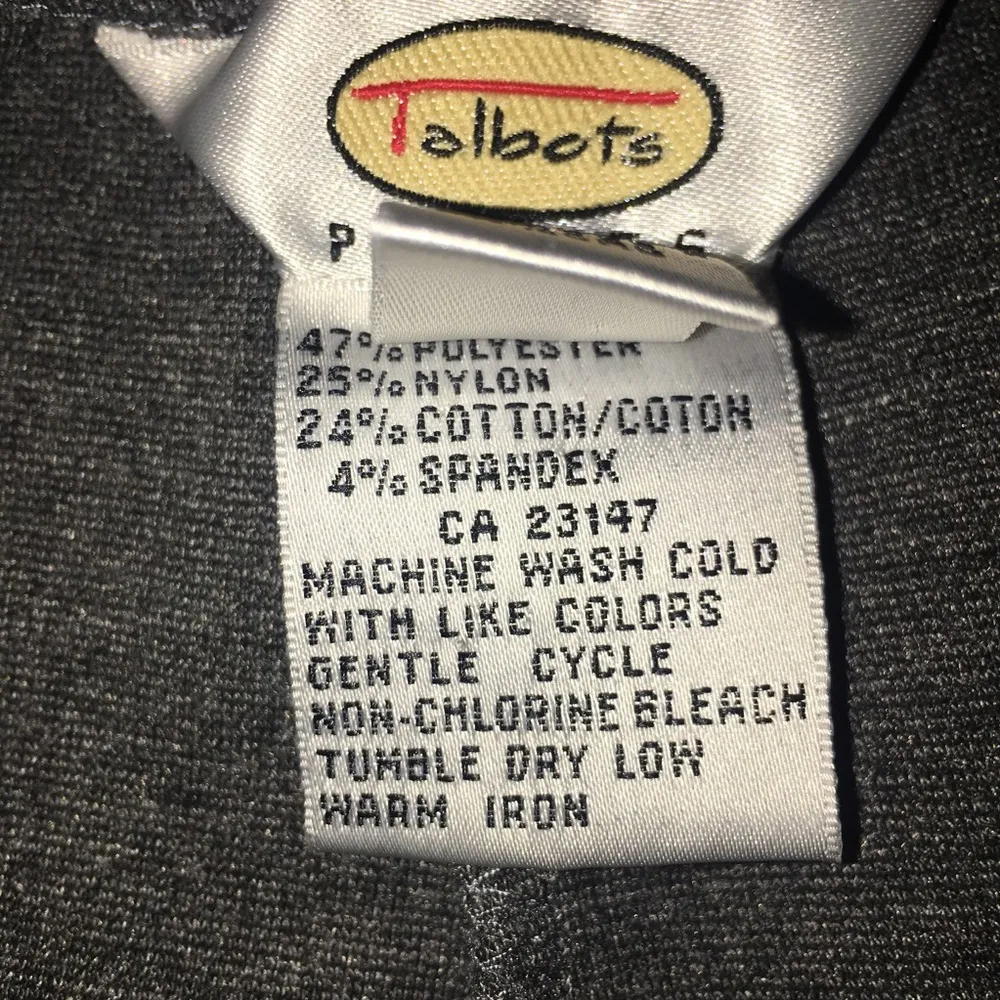 Talbots
P
47% POLYESTER
25% NYLON
24% COTTON/COTON
4% SPANDEX
CA 23147
MACHINE WASH COLD
WITH LIKE COLORS
GENTLE CYCLE
NON-CHLORINE BLEACH
TUMBLE DRY LOW
WARM IRON